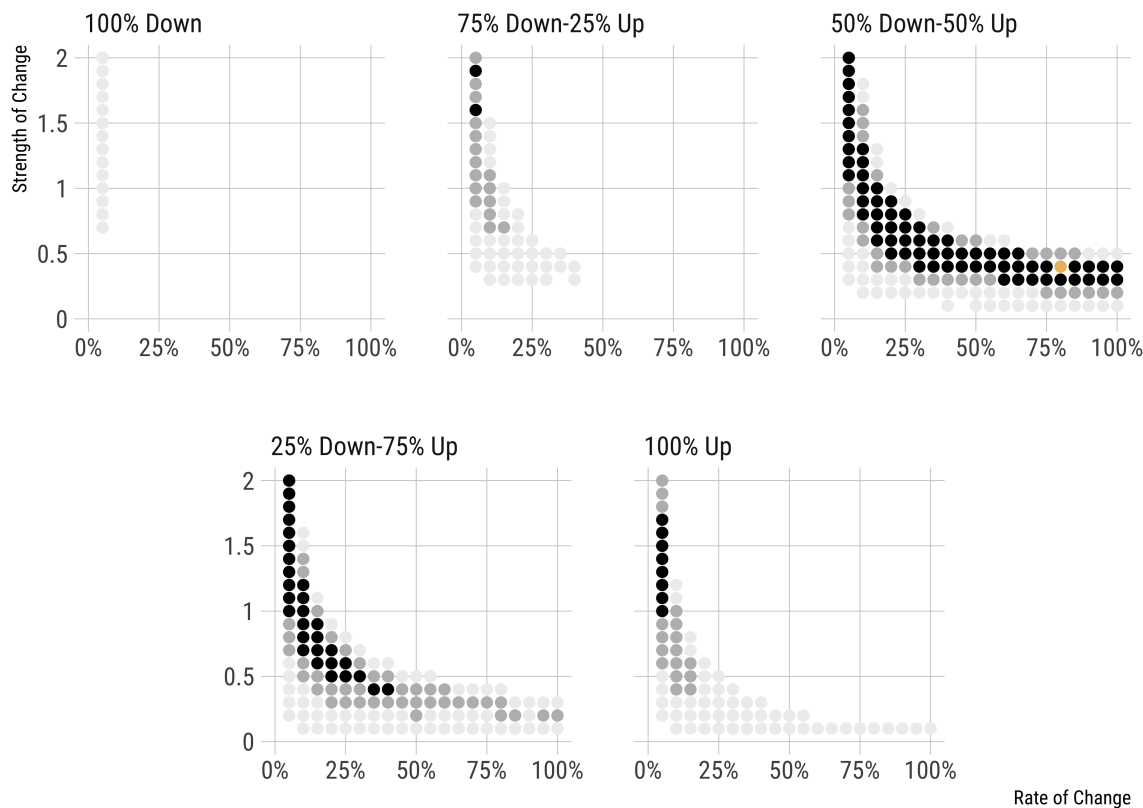 100% Down
75% Down-25% Up
50% Down-50% Up
Strength of Change
2
1.5
1
0.5
0
0% 25% 50% 75% 100%
0% 25% 50% 75% 100%
0% 25% 50% 75% 100%
25% Down-75% Up
100% Up
2
1.5
1
0.5
0
0% 25% 50% 75% 100%
0% 25% 50% 75% 100%
Rate of Change